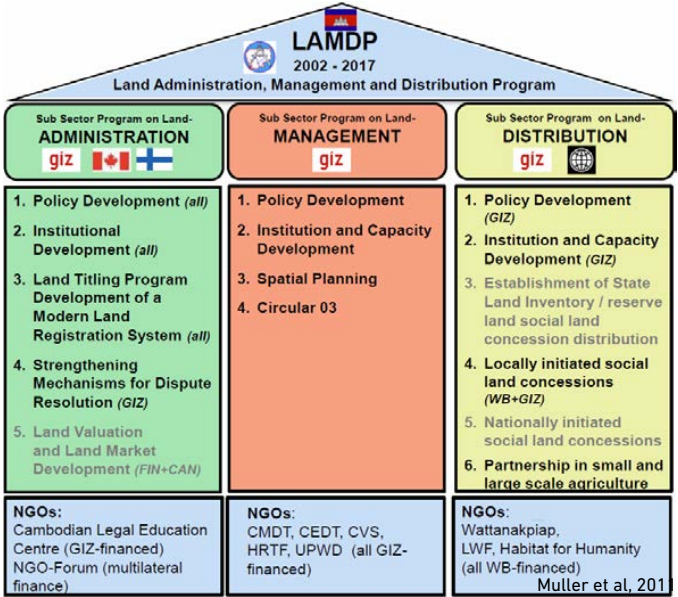 LAMDP
2002 - 2017
Land Administration, Management and Distribution Program
Sub Sector Program on Land-
ADMINISTRATION
giz
1. Policy Development (all)
2. Institutional
Development (all)
3. Land Titling Program
Development of a
Modern Land
Registration System (all)
4. Strengthening
Mechanisms for Dispute
Resolution (GIZ)
5. Land Valuation
and Land Market
Development (FIN+CAN)
NGOs:
Cambodian Legal Education
Centre (GIZ-financed)
NGO-Forum (multilateral
finance)
Sub Sector Program on Land-
MANAGEMENT
giz
1. Policy Development
2. Institution and Capacity
Development
3. Spatial Planning
4. Circular 03
NGOs:
CMDT, CEDT, CVS,
HRTF, UPWD (all GIZ-
financed)
Sub Sector Program on Land-
DISTRIBUTION
giz
1. Policy Development
(GIZ)
2. Institution and Capacity
Development (GIZ)
3. Establishment of State
Land Inventory / reserve
land social land
concession distribution
4. Locally initiated social
land concessions
(WB+GIZ)
5. Nationally initiated
social land concessions
6. Partnership in small and
large scale agriculture
NGOs:
Wattanakpiap,
LWF, Habitat for Humanity
(all WB-financed)
Muller et al, 2011